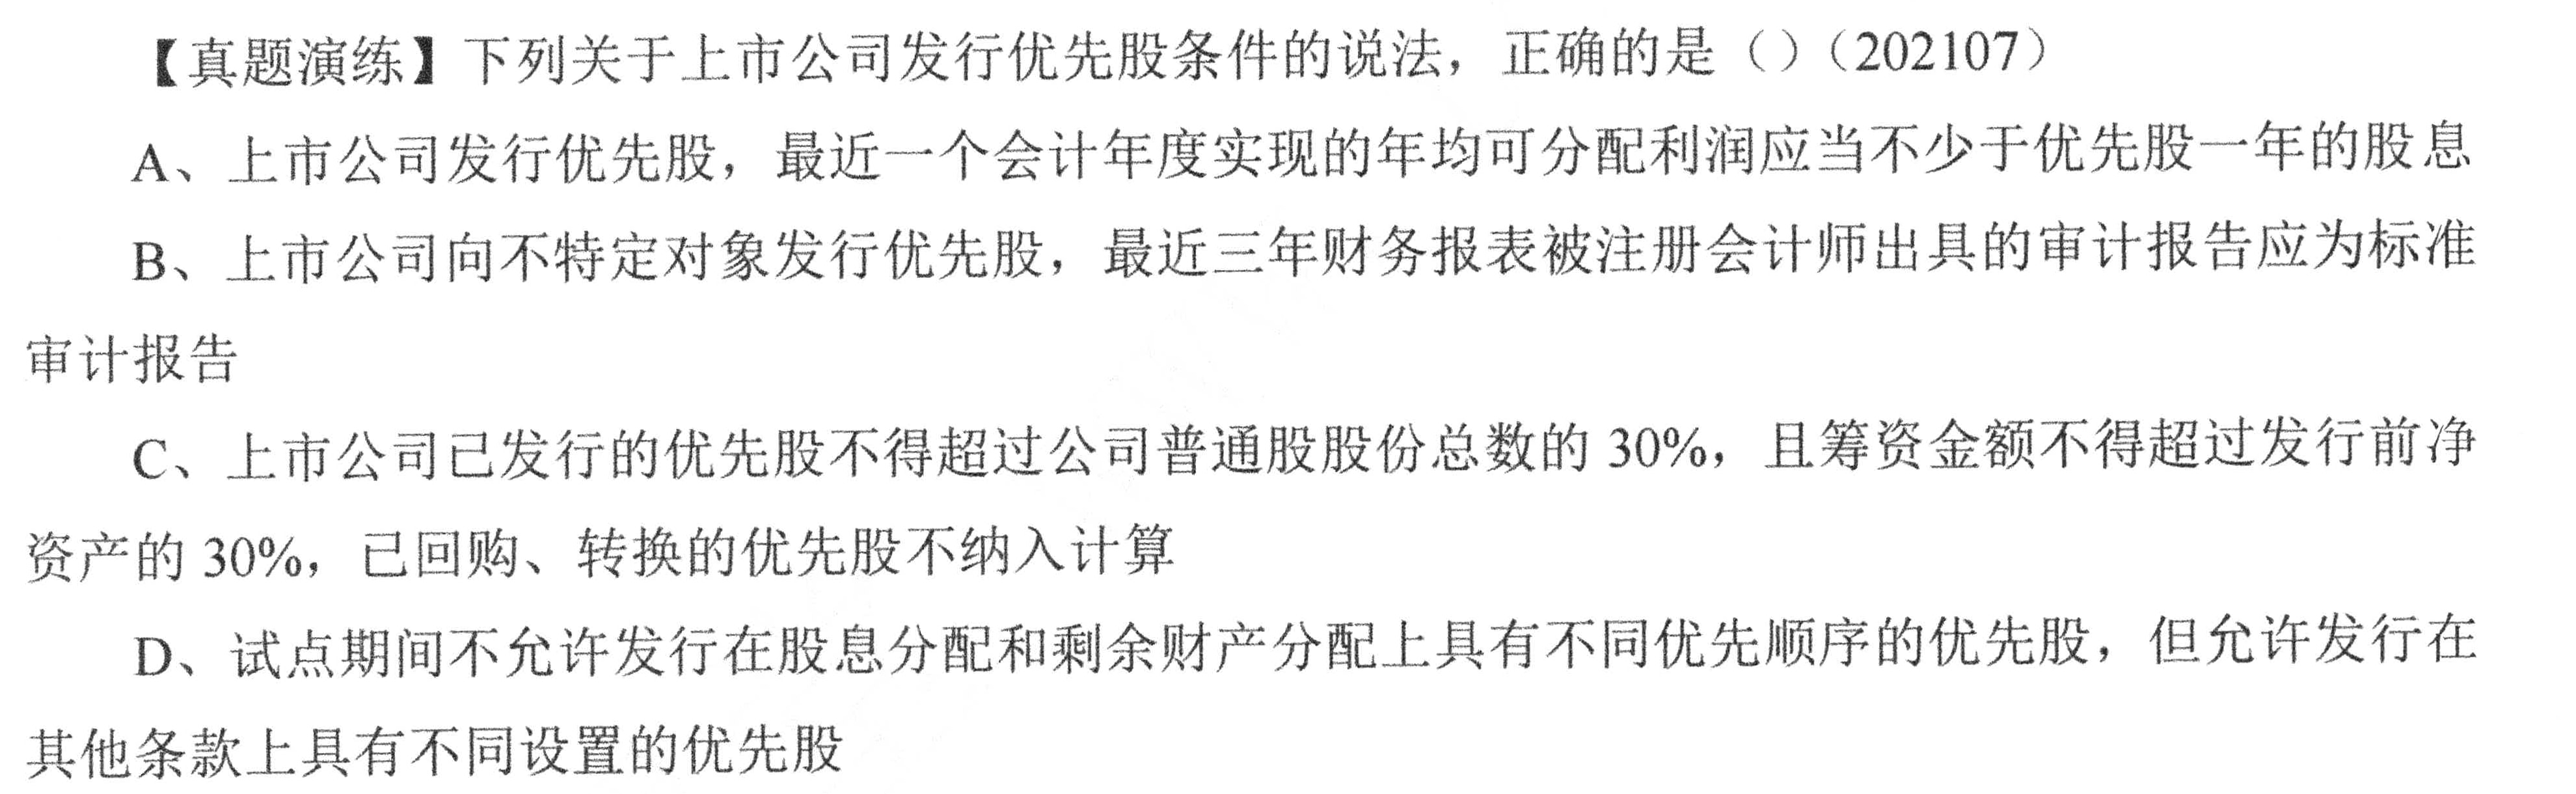 【真题演练】下列关于上市公司发行优先股条件的说法，正确的是（）（202107）
A、上市公司发行优先股，最近一个会计年度实现的年均可分配利润应当不少于优先股一年的股息
B、上市公司向不特定对象发行优先股，最近三年财务报表被注册会计师出具的审计报告应为标准
审计报告
C、上市公司已发行的优先股不得超过公司普通股股份总数的 30%，且筹资金额不得超过发行前净
资产的 30%，已回购、转换的优先股不纳入计算
D、试点期间不允许发行在股息分配和剩余财产分配上具有不同优先顺序的优先股，但允许发行在
其他条款上具有不同设置的优先股